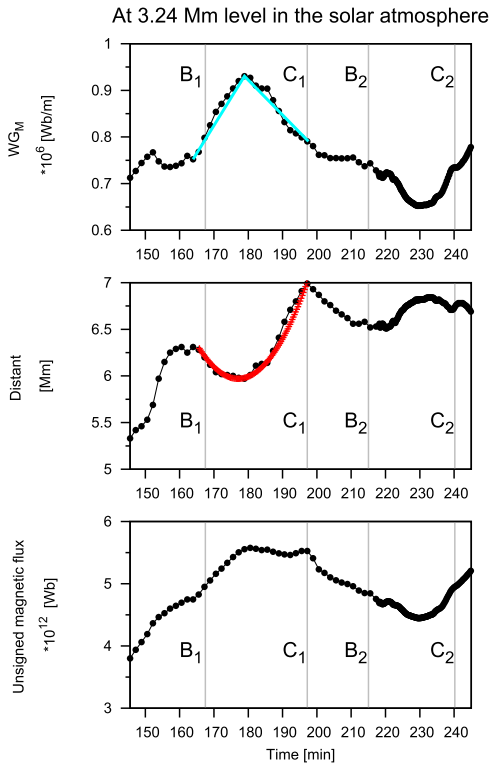 At 3.24 Mm level in the solar atmosphere
1
0.9
0.8
0.7
0.6
WG_M
*10^6 [Wb/m]
B_1 C_1 B_2 C_2
150 160 170 180 190 200 210 220 230 240
7
6.5
6
5.5
5
Distant
[Mm]
B_1 C_1 B_2 C_2
150 160 170 180 190 200 210 220 230 240
6
5
4
3
Unsigned magnetic flux
*10^12 [Wb]
B_1 C_1 B_2 C_2
150 160 170 180 190 200 210 220 230 240
Time [min]